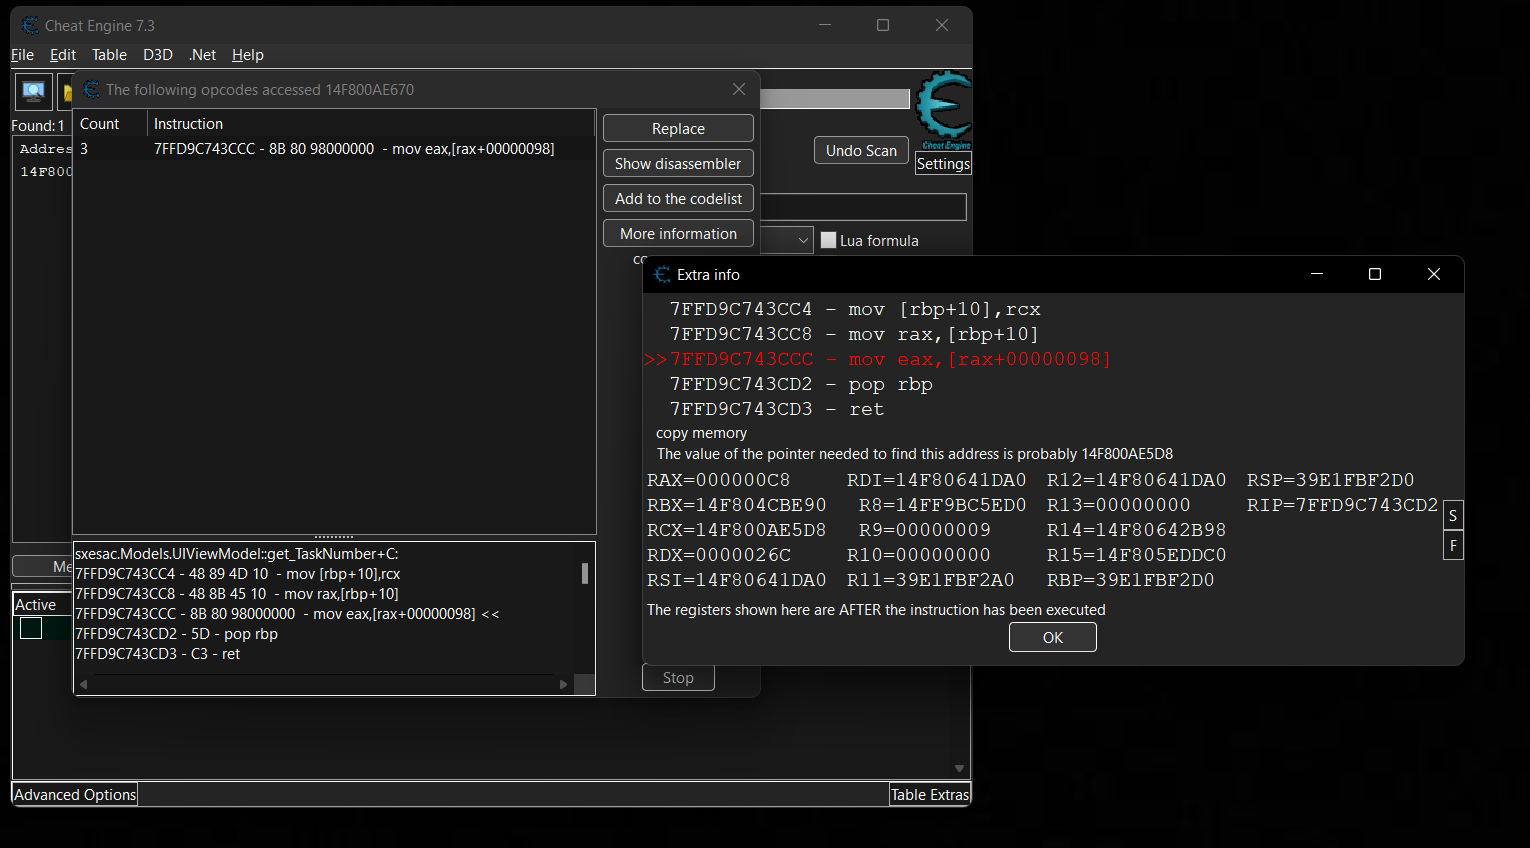 Cheat Engine 7.3
File Edit Table D3D .Net Help
The following opcodes accessed 14F800AE670
Found:1
Addres
14F800
Count Instruction
3 7FFD9C743CCC - 8B 80 98000000 - mov eax,[rax+00000098]
Replace
Show disassembler
Add to the codelist
More information
Undo Scan
Cheat Engine
Settings
Lua formula
Extra info
7FFD9C743CC4 - mov [rbp+10],rcx
7FFD9C743CC8 - mov rax,[rbp+10]
>>7FFD9C743CCC - mov eax,[rax+00000098]
7FFD9C743CD2 - pop rbp
7FFD9C743CD3 - ret
copy memory
The value of the pointer needed to find this address is probably 14F800AE5D8
RAX=000000C8 RDI=14F80641DA0 R12=14F80641DA0 RSP=39E1FBF2D0
RBX=14F804CBE90 R8=14FF9BC5ED0 R13=00000000 RIP=7FFD9C743CD2
RCX=14F800AE5D8 R9=00000009 R14=14F80642B98
RDX=0000026C R10=00000000 R15=14F805EDDC0
RSI=14F80641DA0 R11=39E1FBF2A0 RBP=39E1FBF2D0
S
F
The registers shown here are AFTER the instruction has been executed
OK
sxesac.Models.UIViewModel::get_TaskNumber+C:
7FFD9C743CC4 - 48 89 4D 10 - mov [rbp+10],rcx
7FFD9C743CC8 - 48 8B 45 10 - mov rax,[rbp+10]
7FFD9C743CCC - 8B 80 98000000 - mov eax,[rax+00000098] <<
7FFD9C743CD2 - 5D - pop rbp
7FFD9C743CD3 - C3 - ret
Stop
Me
Active
Advanced Options
Table Extras